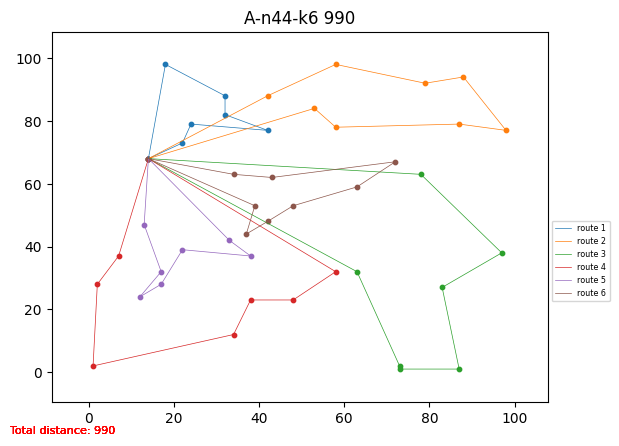 A-n44-k6 990
100
80
60
40
20
0
0 20 40 60 80 100
route 1
route 2
route 3
route 4
route 5
route 6
Total distance: 990